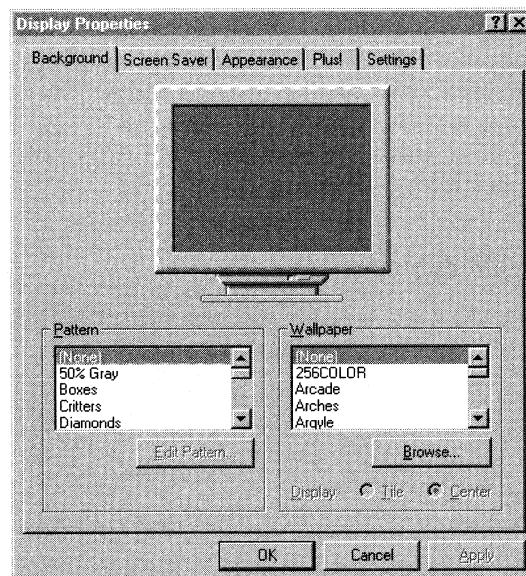 Display Properties
Background Screen Saver Appearance Plus! Settings
Pattern
(None)
50% Gray
Boxes
Critters
Diamonds
Edit Pattern...
Wallpaper
(None)
256COLOR
Arcade
Arches
Argyle
Browse...
Display: Tile Center
OK Cancel Apply